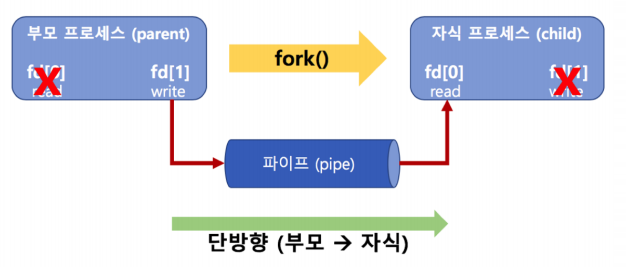 부모 프로세스 (parent)
fd[0]
read
fd[1]
write
fork()
자식 프로세스 (child)
fd[0]
read
fd[1]
write
파이프 (pipe)
단방향 (부모 → 자식)